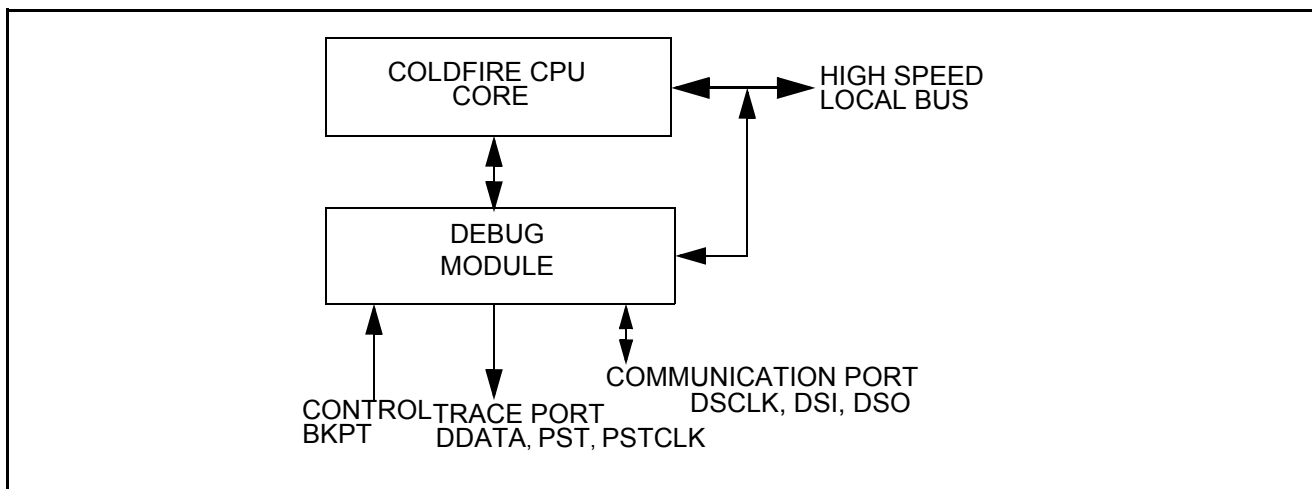 COLDFIRE CPU
CORE
HIGH SPEED
LOCAL BUS
DEBUG
MODULE
COMMUNICATION PORT
DSCLK, DSI, DSO
CONTROL
BKPT
TRACE PORT
DDATA, PST, PSTCLK